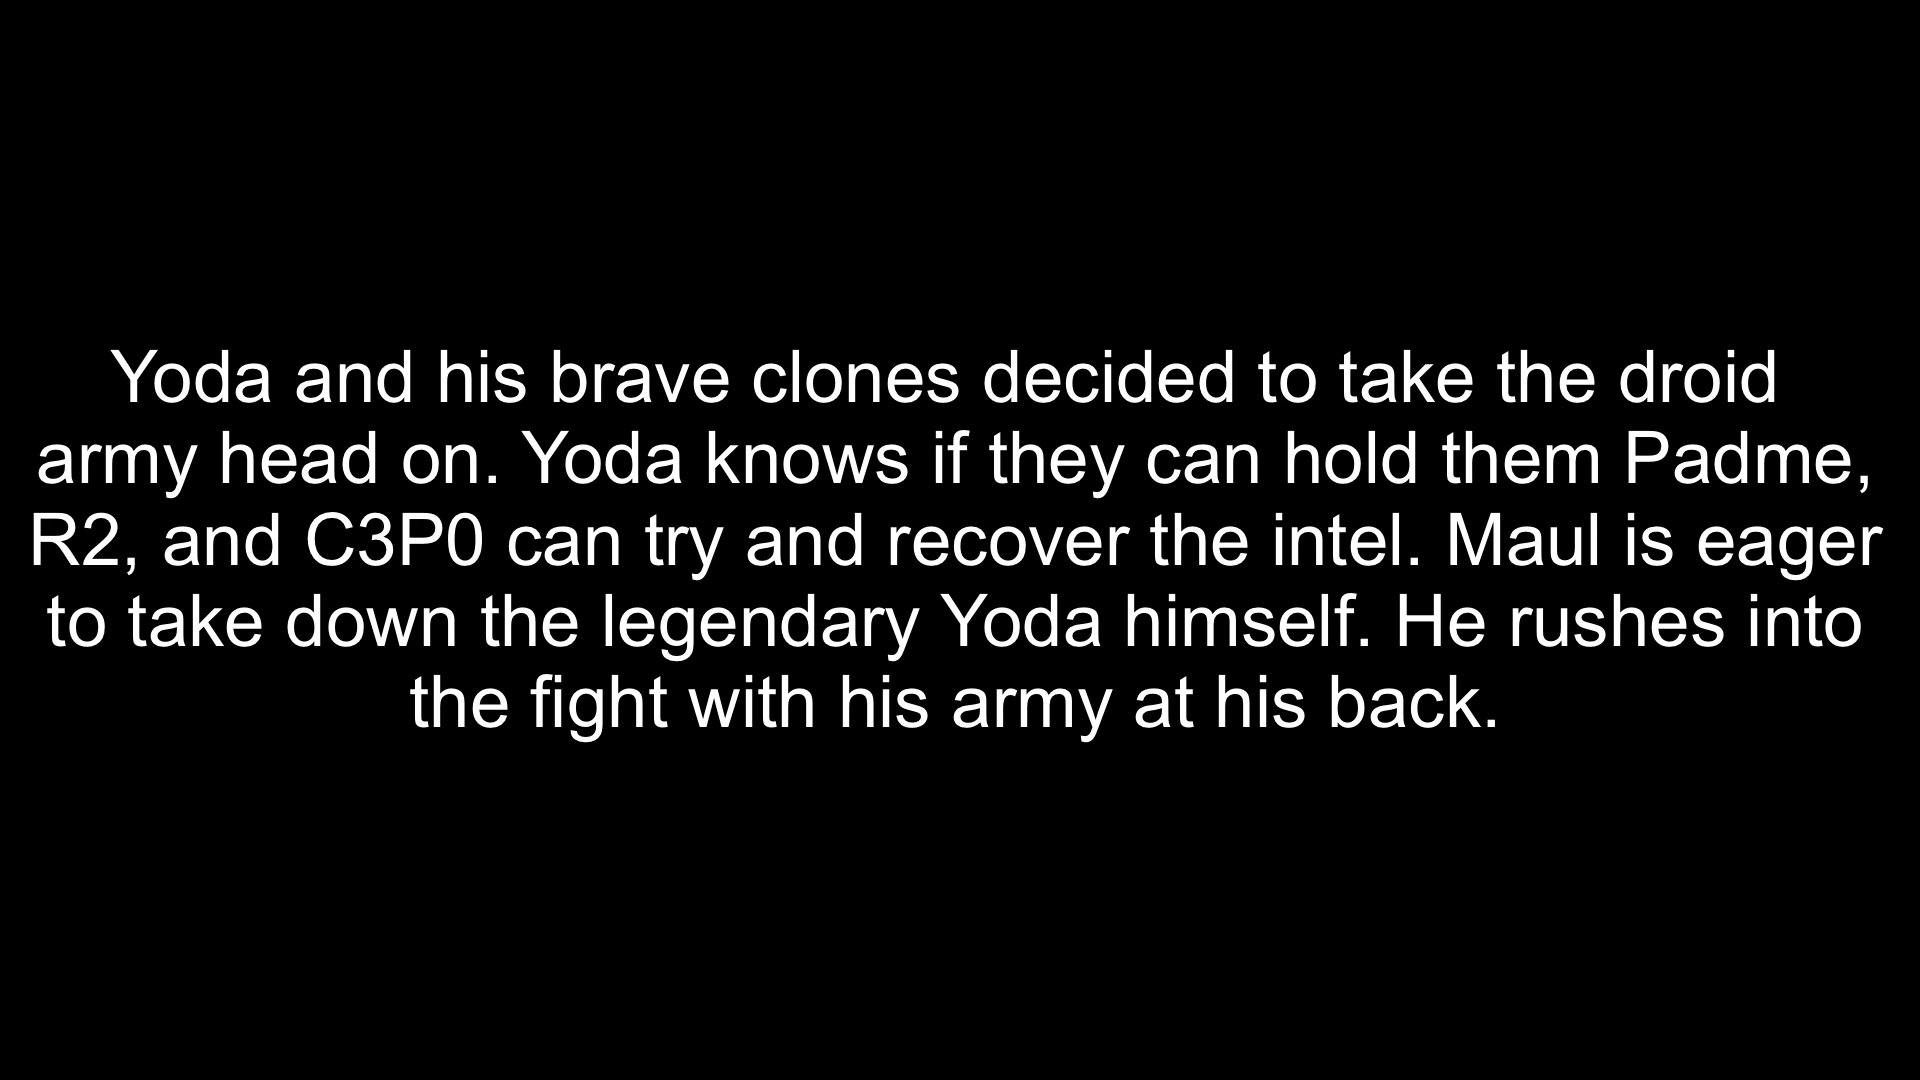 Yoda and his brave clones decided to take the droid
army head on. Yoda knows if they can hold them Padme,
R2, and C3P0 can try and recover the intel. Maul is eager
to take down the legendary Yoda himself. He rushes into
the fight with his army at his back.